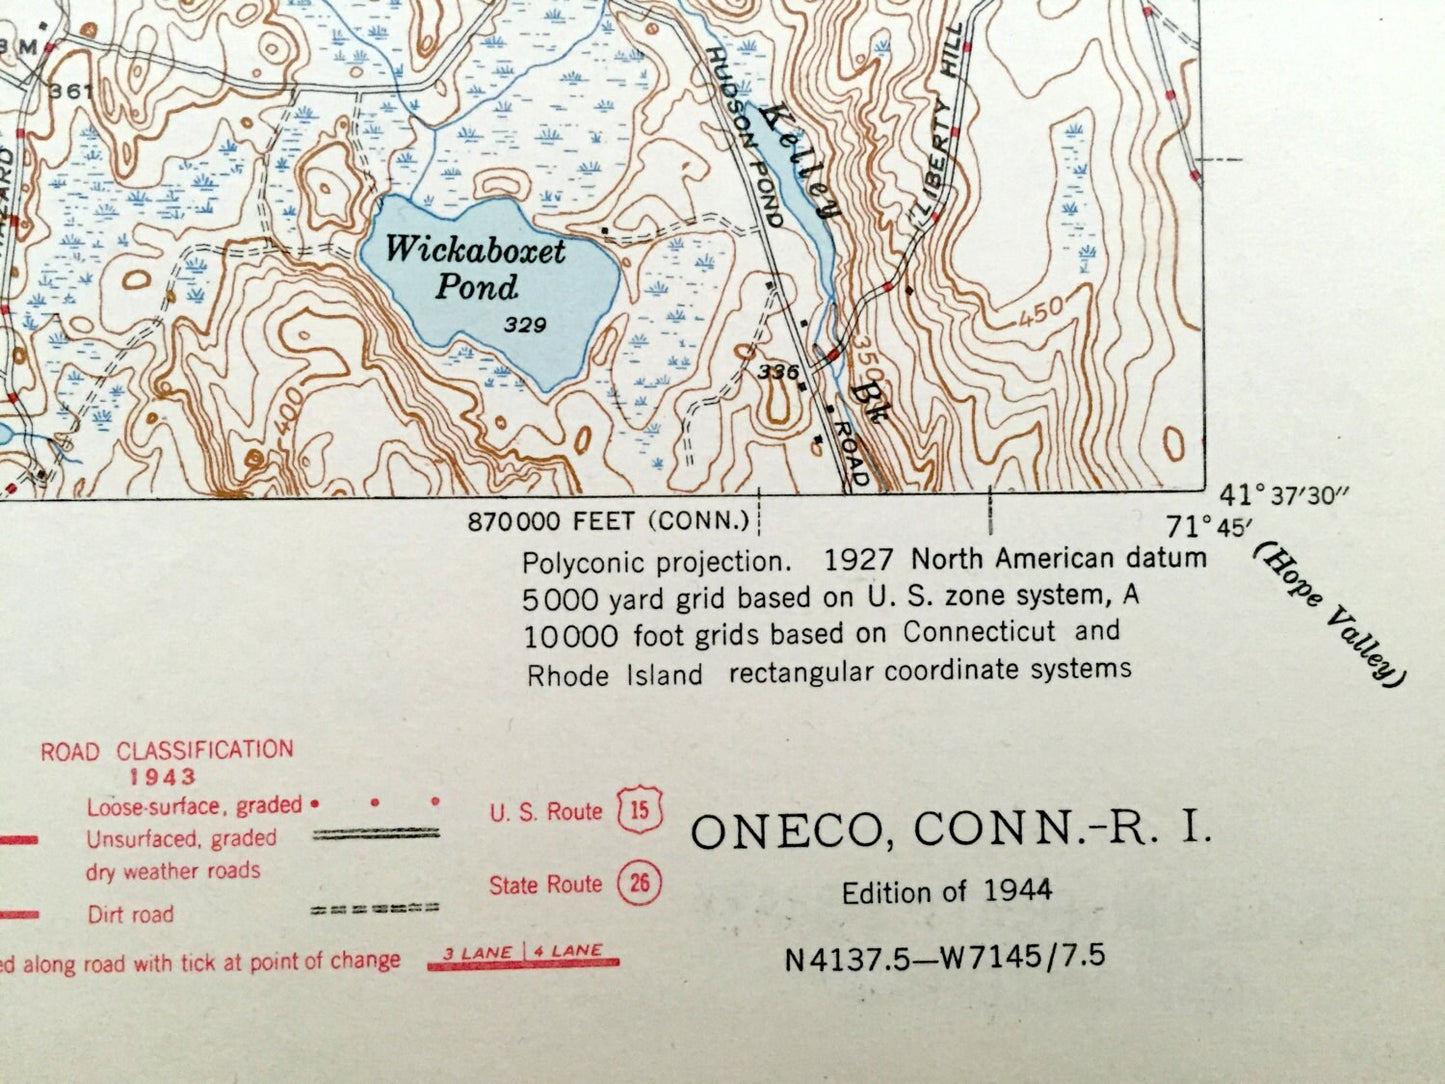 B M
361
HUDSON POND
ROAD
Kelley
Bk
LIBERTY HILL
Wickaboxet
Pond
329
336
350
400
450
870000 FEET (CONN.)
41° 37′30″
71° 45′
(Hope Valley)
Polyconic projection. 1927 North American datum
5000 yard grid based on U. S. zone system, A
10000 foot grids based on Connecticut and
Rhode Island rectangular coordinate systems
ROAD CLASSIFICATION
1943
Loose-surface, graded
Unsurfaced, graded
dry weather roads
Dirt road
along road with tick at point of change
3 LANE | 4 LANE
U. S. Route 15
State Route 26
ONECO, CONN.-R. I.
Edition of 1944
N4137.5—W7145/7.5